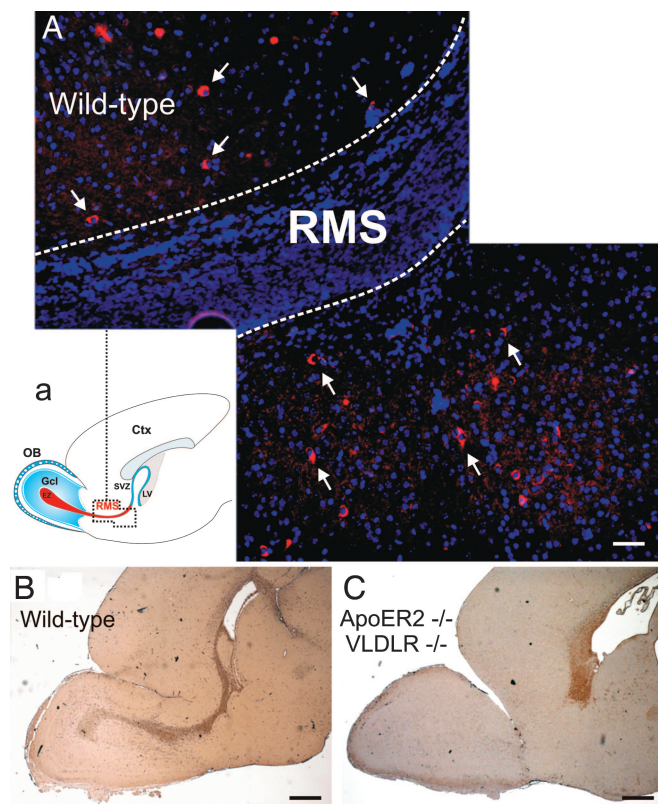 A
Wild-type
RMS
a
Ctx
OB
Gcl
EZ
SVZ
LV
RMS
B
Wild-type
C
ApoER2 -/-
VLDLR -/-